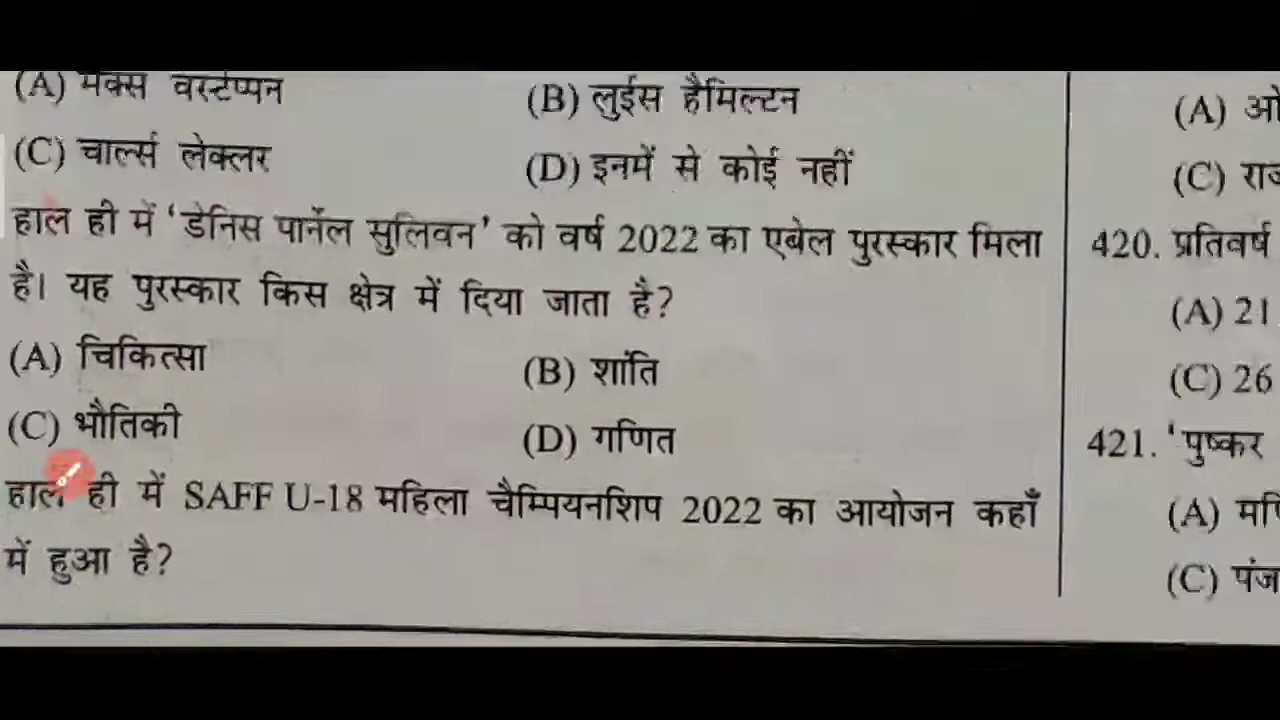 (A) मैक्स वर्स्टप्पन
(B) लुईस हैमिल्टन
(C) चार्ल्स लेक्लर
(D) इनमें से कोई नहीं
हाल ही में ‘डेनिस पार्नेल सुलिवन’ को वर्ष 2022 का एबेल पुरस्कार मिला
है। यह पुरस्कार किस क्षेत्र में दिया जाता है?
(A) चिकित्सा
(B) शांति
(C) भौतिकी
(D) गणित
हाल ही में SAFF U-18 महिला चैम्पियनशिप 2022 का आयोजन कहाँ
में हुआ है?
(A)
(C)
420. प्रतिवर्ष
(A) 21
(C) 26
421. ‘पुष्कर
(A)
(C)